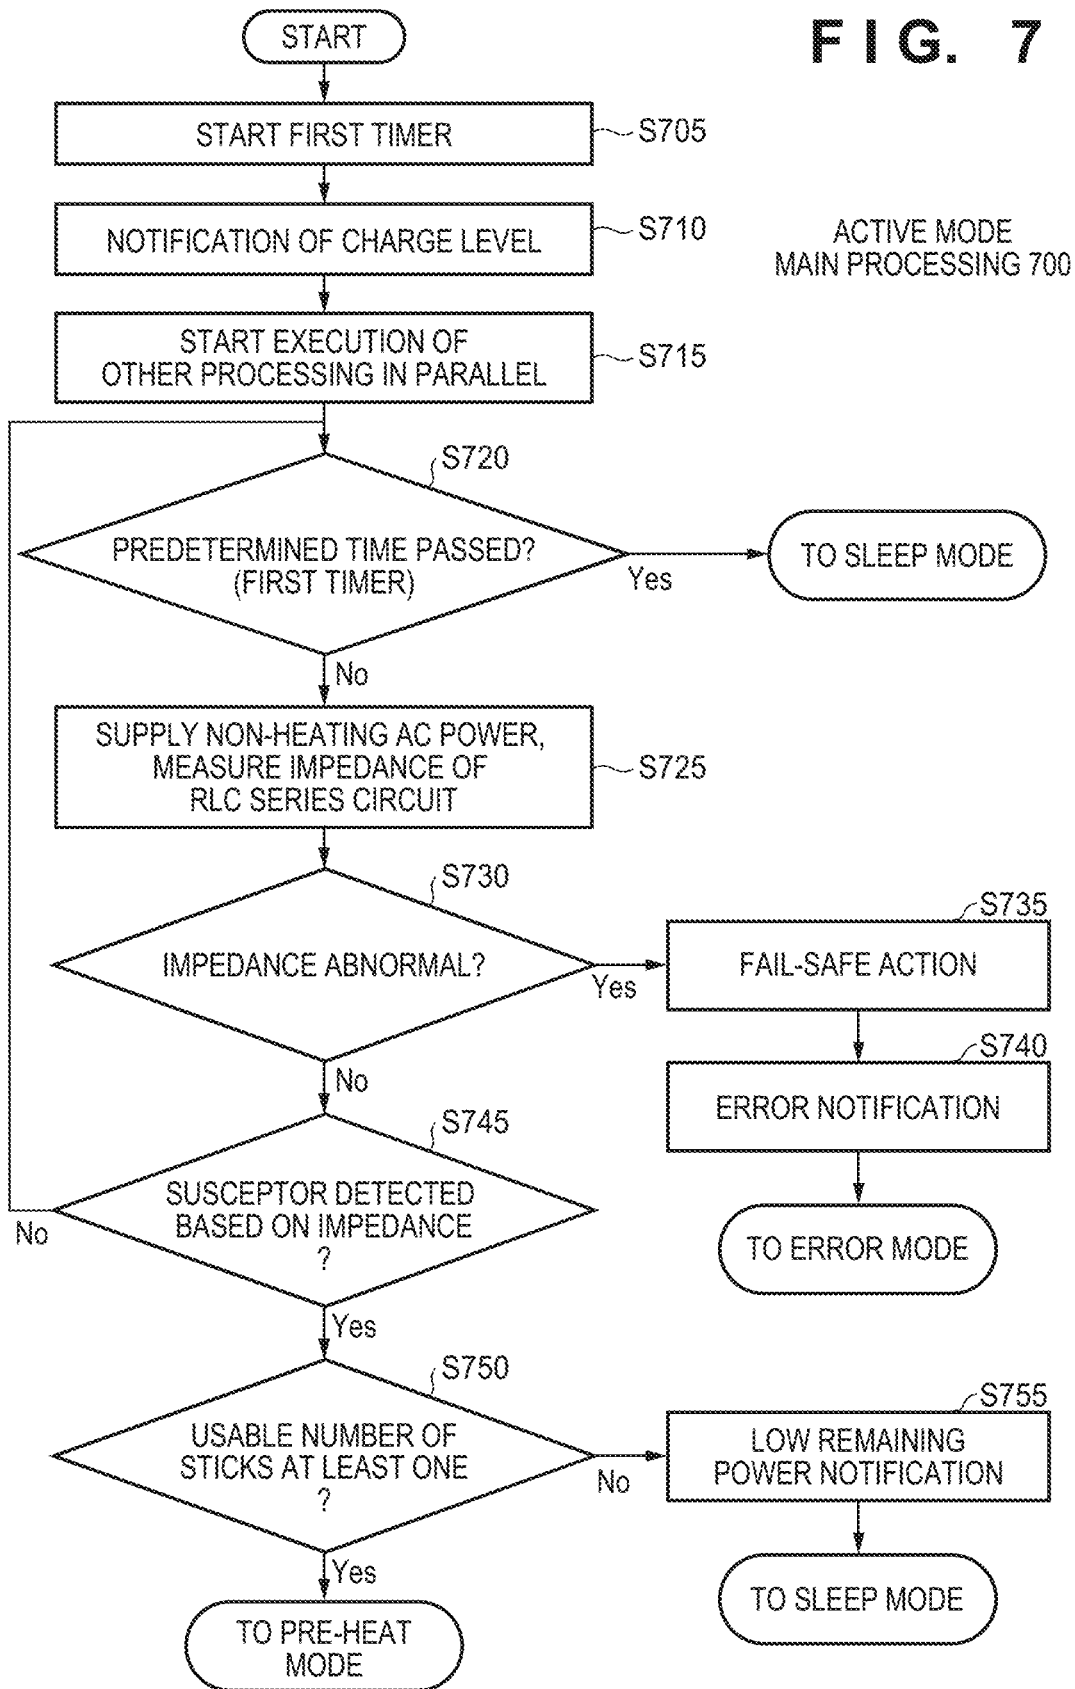 FIG. 7
START
START FIRST TIMER
S705
NOTIFICATION OF CHARGE LEVEL
S710
ACTIVE MODE
MAIN PROCESSING 700
START EXECUTION OF
OTHER PROCESSING IN PARALLEL
S715
S720
PREDETERMINED TIME PASSED?
(FIRST TIMER)
Yes
TO SLEEP MODE
No
SUPPLY NON-HEATING AC POWER,
MEASURE IMPEDANCE OF
RLC SERIES CIRCUIT
S725
S730
IMPEDANCE ABNORMAL?
Yes
S735
FAIL-SAFE ACTION
S740
ERROR NOTIFICATION
TO ERROR MODE
No
S745
SUSCEPTOR DETECTED
BASED ON IMPEDANCE
?
No
Yes
S750
USABLE NUMBER OF
STICKS AT LEAST ONE
?
No
S755
LOW REMAINING
POWER NOTIFICATION
TO SLEEP MODE
Yes
TO PRE-HEAT
MODE